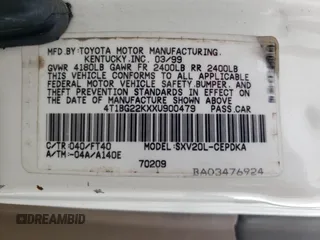 MFD. BY TOYOTA MOTOR MANUFACTURING,
KENTUCKY, INC. 03/99
GVWR 4180LB GAWR FR 2400LB RR 2400LB
THIS VEHICLE CONFORMS TO ALL APPLICABLE
FEDERAL MOTOR VEHICLE SAFETY, BUMPER,
AND THEFT PREVENTION STANDARDS IN EFFECT
ON THE DATE OF MANUFACTURE SHOWN ABOVE.
4T1BG22KXXU900479 PASS.CAR
C/TR:040/FT40 MODEL:SXV20L-CEPDKA
A/TM:-04A/A140E
70209
BA03476924
DREAMBID